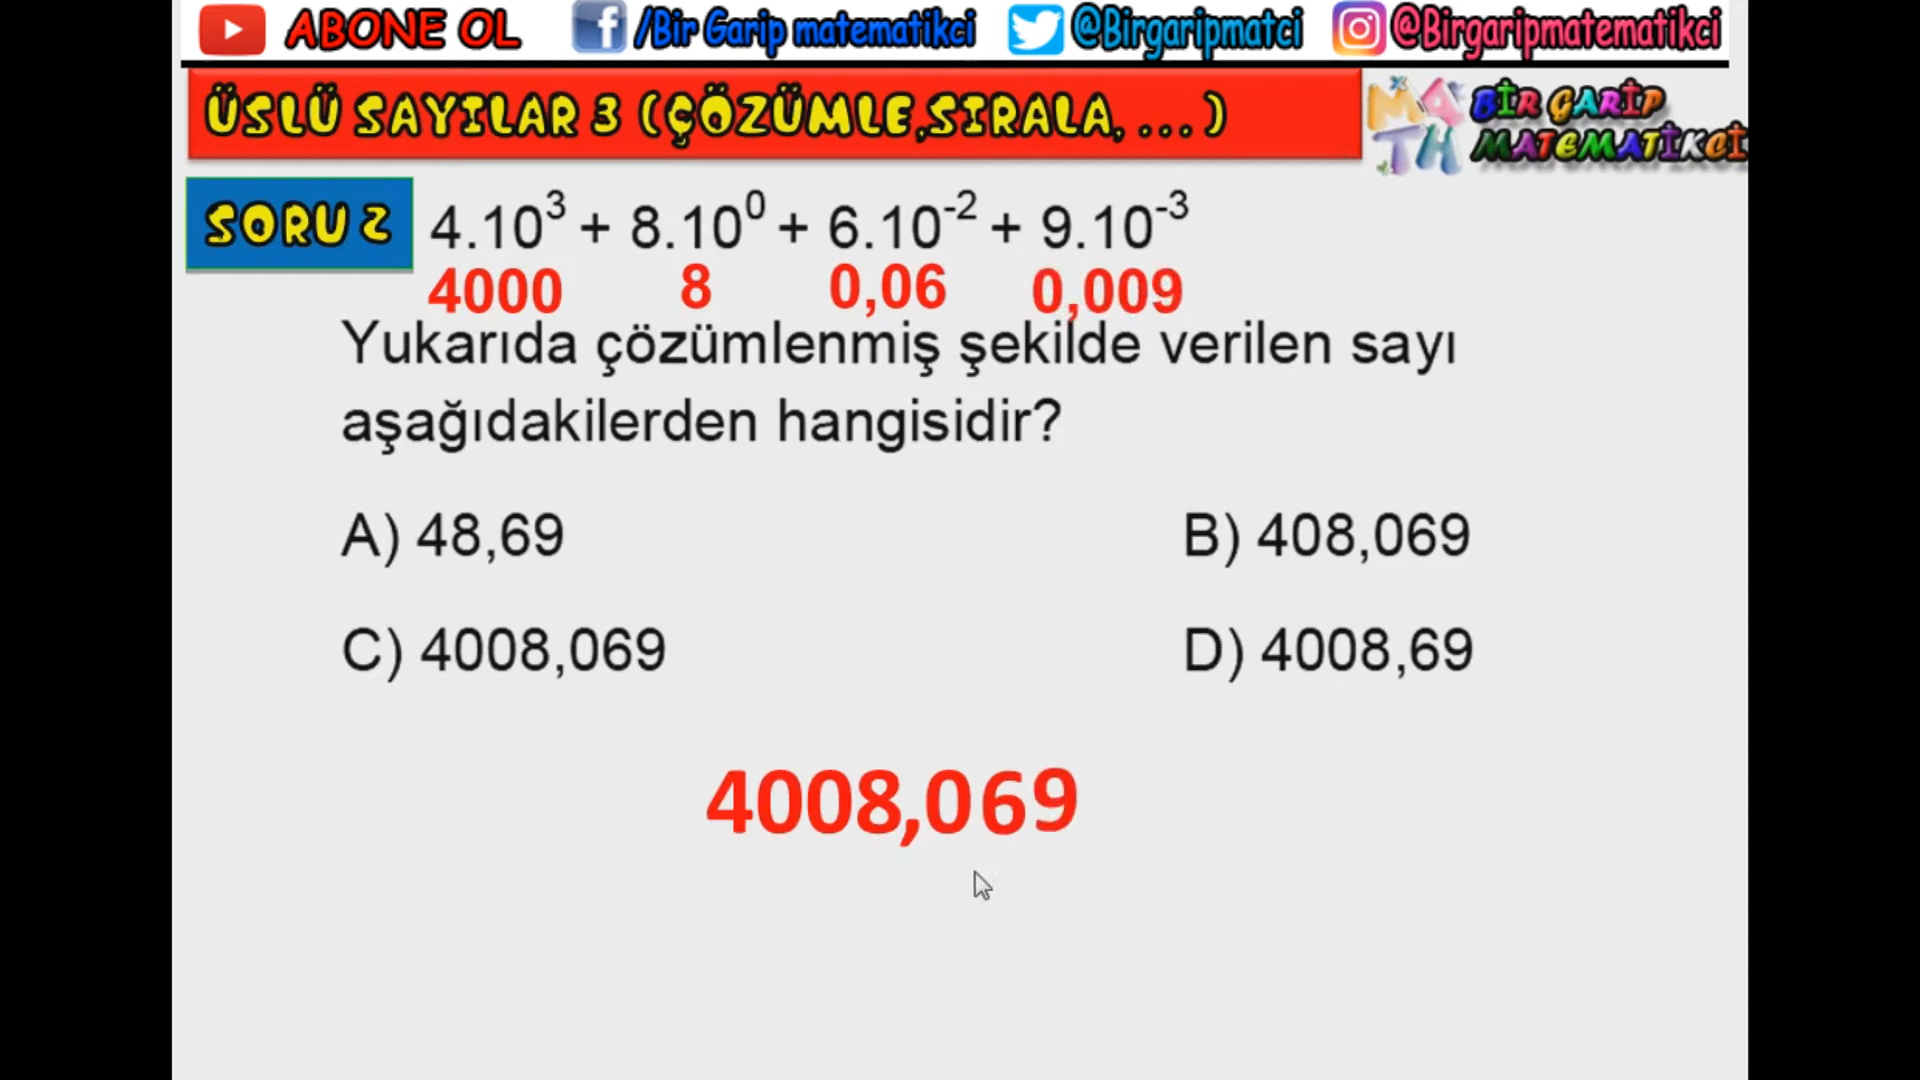 ABONE OL /Bir Garip matematikci @Birgaripmatci @Birgaripmatematikci
ÜSLÜ SAYILAR 3 (ÇÖZÜMLE,SIRALA, ...)
MATH BİR GARİP
MATEMATİKCİ
SORU 2 4.10³ + 8.10⁰ + 6.10⁻² + 9.10⁻³
4000 8 0,06 0,009
Yukarıda çözümlenmiş şekilde verilen sayı
aşağıdakilerden hangisidir?
A) 48,69 B) 408,069
C) 4008,069 D) 4008,69
4008,069